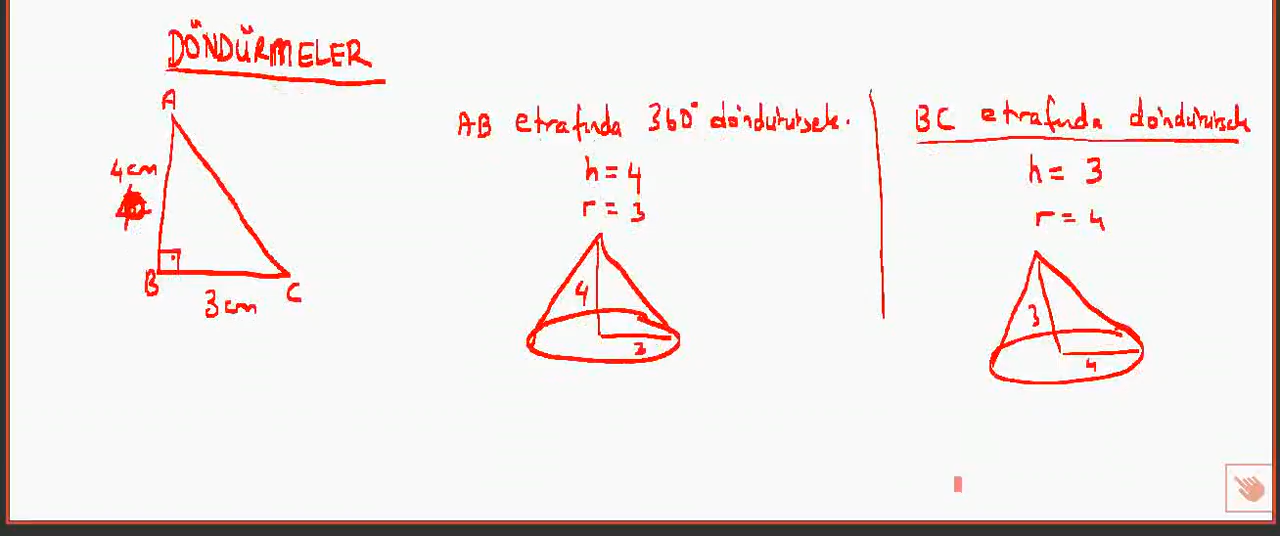 DÖNDÜRMELER
A
4cm
B
3cm
C
AB etrafında 360° döndürürsek.
h = 4
r = 3
4
3
BC etrafında döndürürsek
h = 3
r = 4
3
4